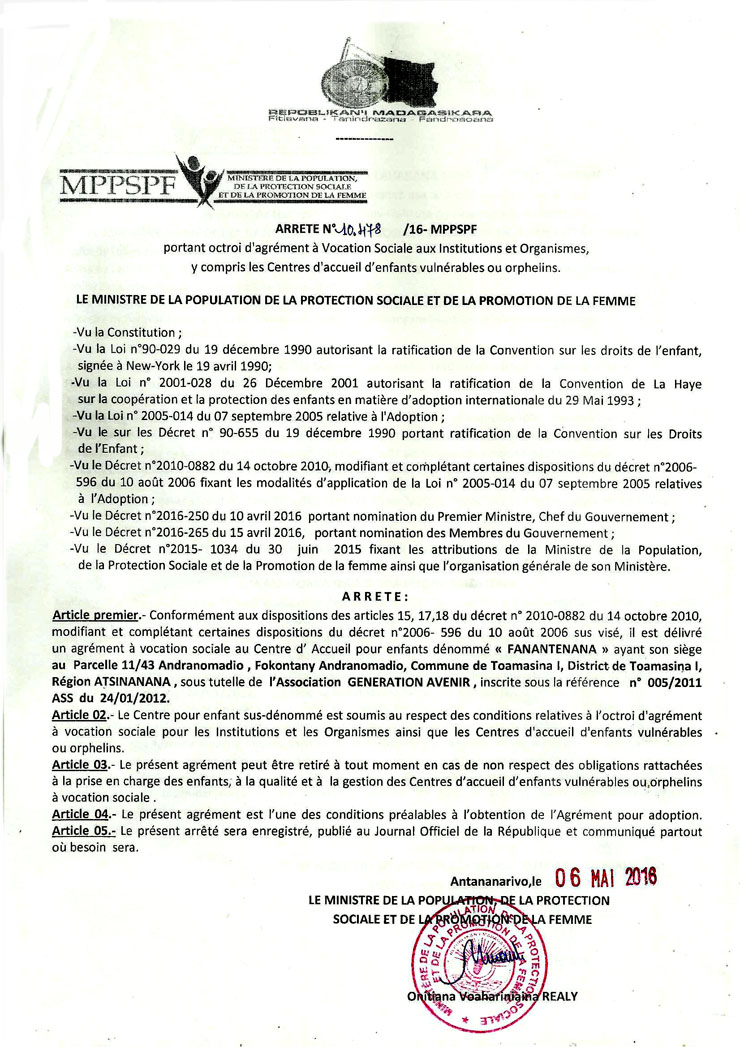 REPOBLIKAN'I MADAGASIKARA
Fitiavana - Tanindrazana - Fandrosoana
MPPSPF
MINISTERE DE LA POPULATION,
DE LA PROTECTION SOCIALE
ET DE LA PROMOTION DE LA FEMME
ARRETE N° 10.478 /16- MPPSPF
portant octroi d'agrément à Vocation Sociale aux Institutions et Organismes,
y compris les Centres d'accueil d'enfants vulnérables ou orphelins.
LE MINISTRE DE LA POPULATION DE LA PROTECTION SOCIALE ET DE LA PROMOTION DE LA FEMME
-Vu la Constitution ;
-Vu la Loi n°90-029 du 19 décembre 1990 autorisant la ratification de la Convention sur les droits de l'enfant,
signée à New-York le 19 avril 1990;
-Vu la Loi n° 2001-028 du 26 Décembre 2001 autorisant la ratification de la Convention de La Haye
sur la coopération et la protection des enfants en matière d'adoption internationale du 29 Mai 1993 ;
-Vu la Loi n° 2005-014 du 07 septembre 2005 relative à l'Adoption ;
-Vu le sur les Décret n° 90-655 du 19 décembre 1990 portant ratification de la Convention sur les Droits
de l'Enfant ;
-Vu le Décret n°2010-0882 du 14 octobre 2010, modifiant et complétant certaines dispositions du décret n°2006-
596 du 10 août 2006 fixant les modalités d'application de la Loi n° 2005-014 du 07 septembre 2005 relatives
à l'Adoption ;
-Vu le Décret n°2016-250 du 10 avril 2016 portant nomination du Premier Ministre, Chef du Gouvernement ;
-Vu le Décret n°2016-265 du 15 avril 2016, portant nomination des Membres du Gouvernement ;
-Vu le Décret n°2015- 1034 du 30 juin 2015 fixant les attributions de la Ministre de la Population,
de la Protection Sociale et de la Promotion de la femme ainsi que l'organisation générale de son Ministère.
ARRETE :
Article premier.- Conformément aux dispositions des articles 15, 17,18 du décret n° 2010-0882 du 14 octobre 2010,
modifiant et complétant certaines dispositions du décret n°2006- 596 du 10 août 2006 sus visé, il est délivré
un agrément à vocation sociale au Centre d' Accueil pour enfants dénommé « FANANTENANA » ayant son siège
au Parcelle 11/43 Andranomadio , Fokontany Andranomadio, Commune de Toamasina I, District de Toamasina I,
Région ATSINANANA , sous tutelle de l'Association GENERATION AVENIR , inscrite sous la référence n° 005/2011
ASS du 24/01/2012.
Article 02.- Le Centre pour enfant sus-dénommé est soumis au respect des conditions relatives à l'octroi d'agrément
à vocation sociale pour les Institutions et les Organismes ainsi que les Centres d'accueil d'enfants vulnérables
ou orphelins.
Article 03.- Le présent agrément peut être retiré à tout moment en cas de non respect des obligations rattachées
à la prise en charge des enfants, à la qualité et à la gestion des Centres d'accueil d'enfants vulnérables ou orphelins
à vocation sociale .
Article 04.- Le présent agrément est l'une des conditions préalables à l'obtention de l'Agrément pour adoption.
Article 05.- Le présent arrêté sera enregistré, publié au Journal Officiel de la République et communiqué partout
où besoin sera.
Antananarivo,le 06 MAI 2016
LE MINISTRE DE LA POPULATION, DE LA PROTECTION
SOCIALE ET DE LA PROMOTION DE LA FEMME
MINISTERE DE LA POPULATION, DE LA PROTECTION SOCIALE
ET DE LA PROMOTION DE LA FEMME
Onitiana Voahariniaina REALY